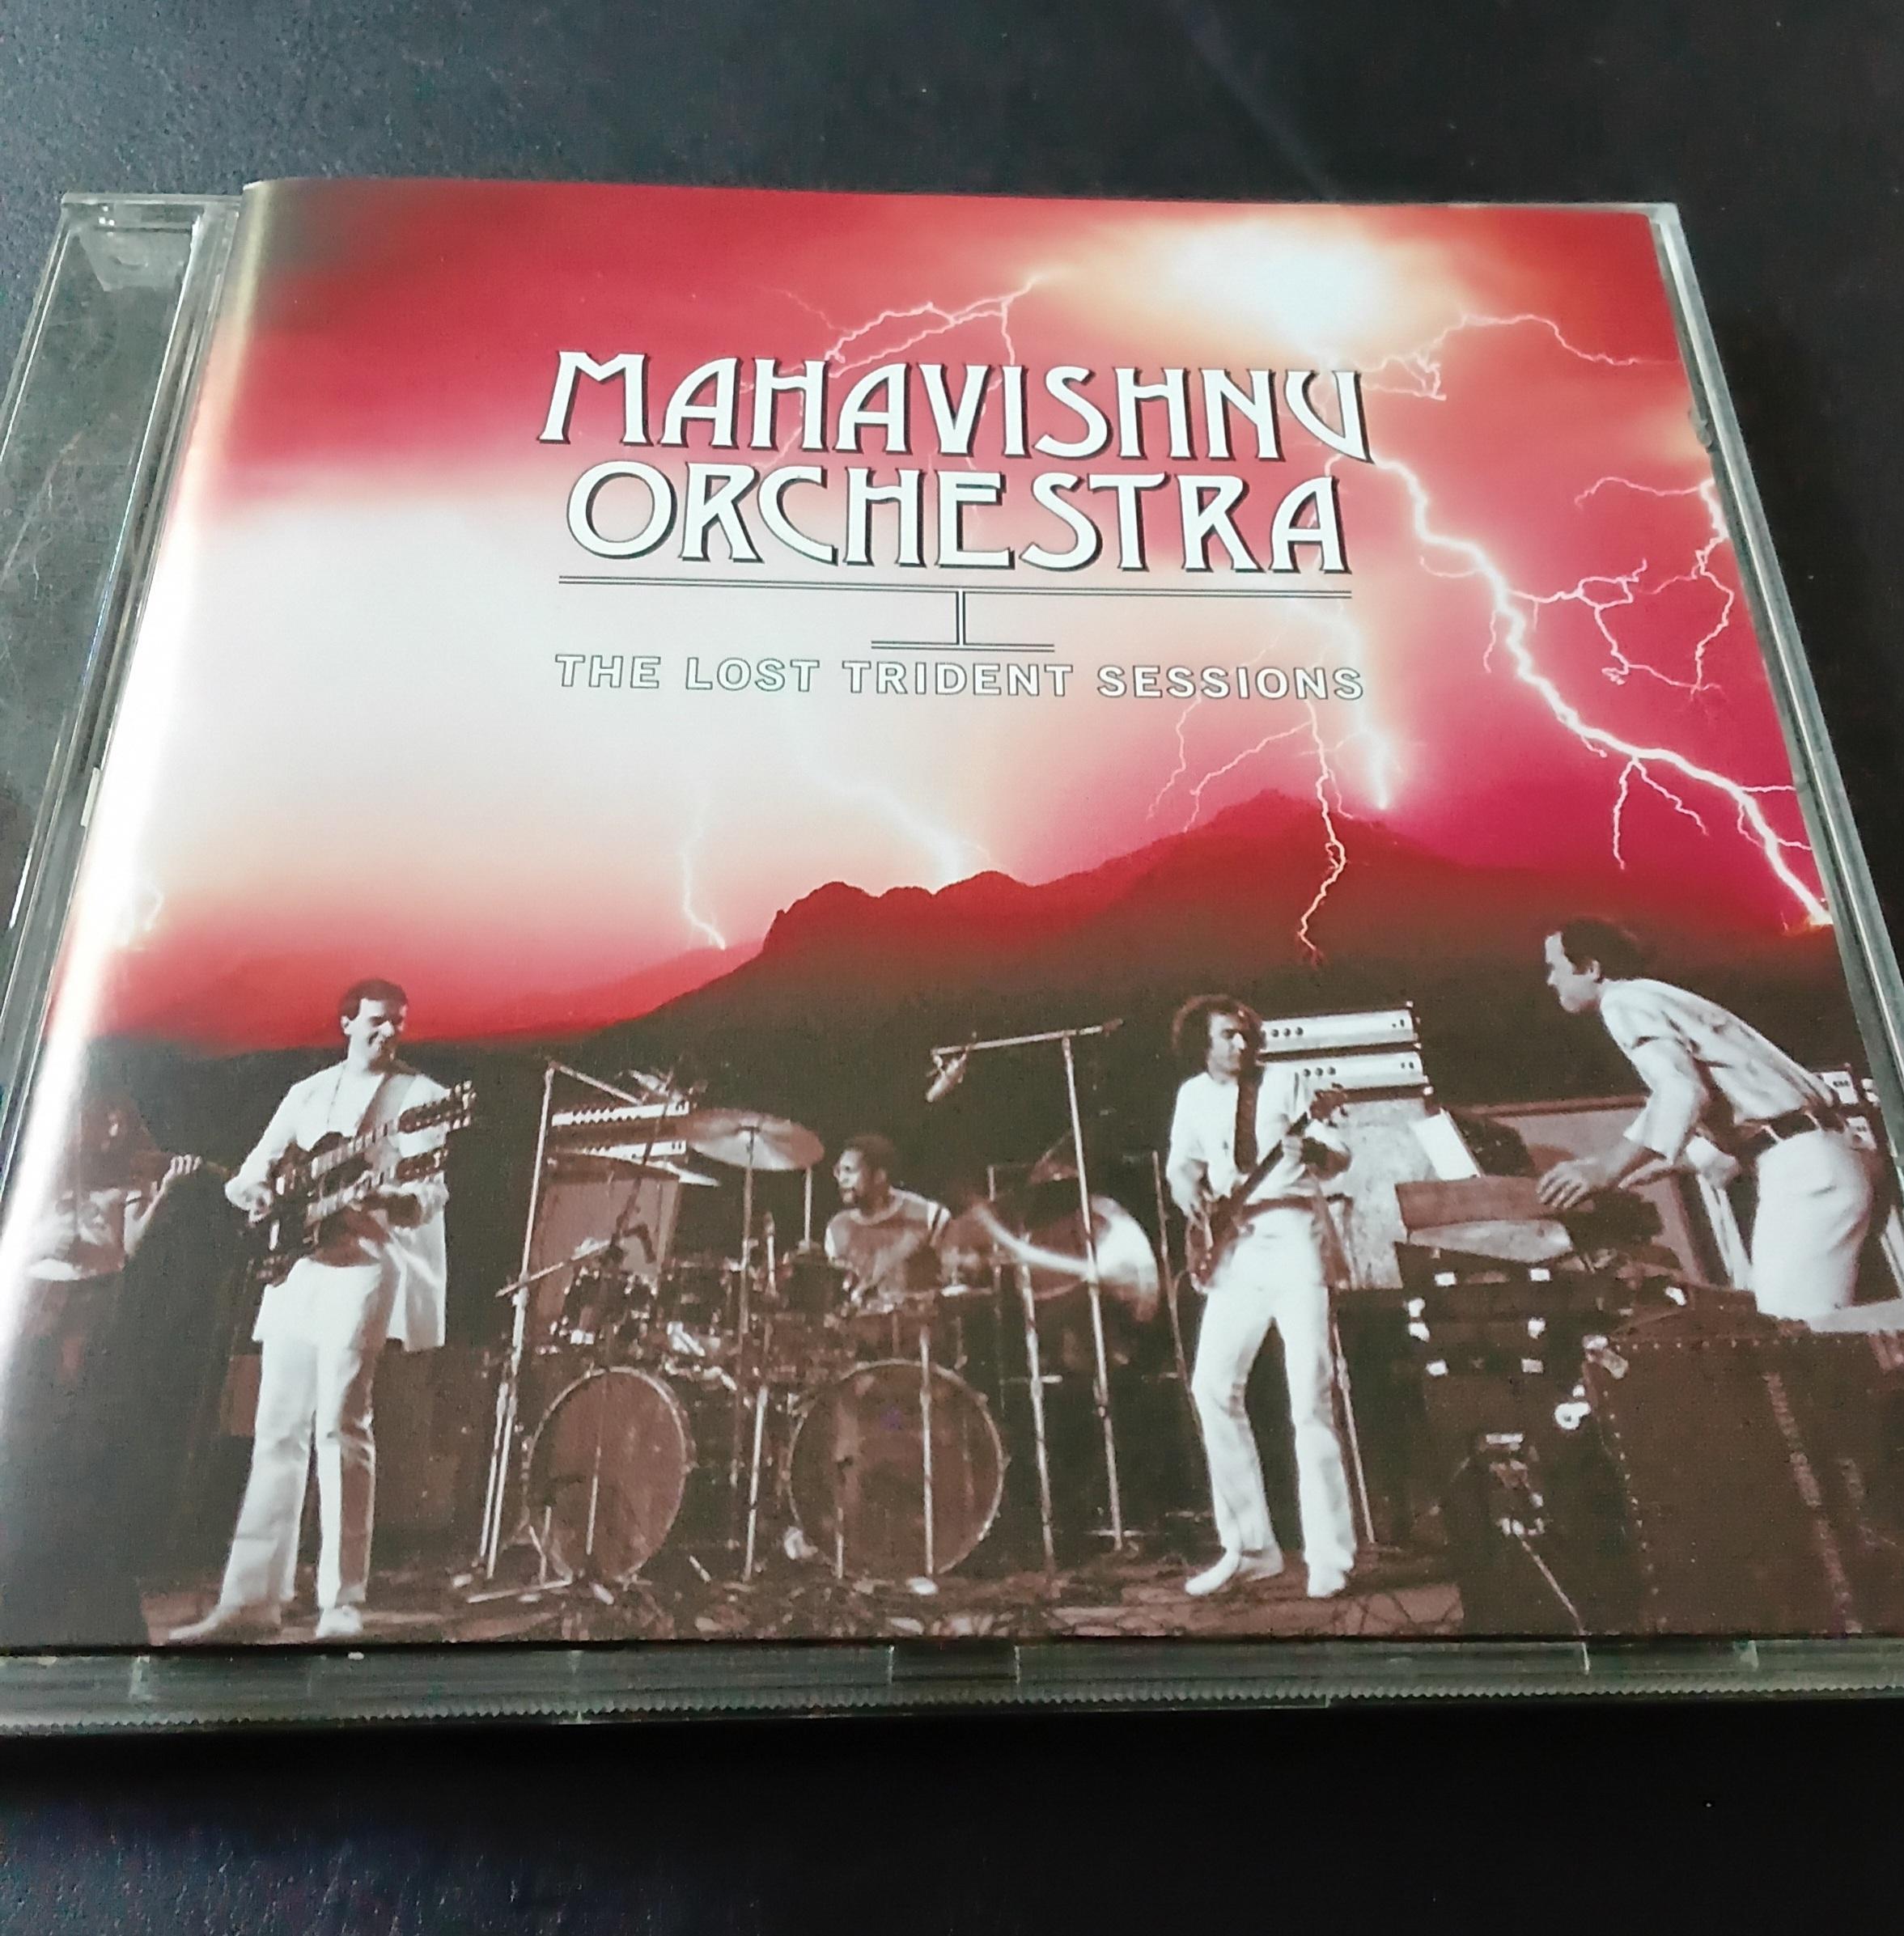 MAHAVISHNU
ORCHESTRA
THE LOST TRIDENT SESSIONS